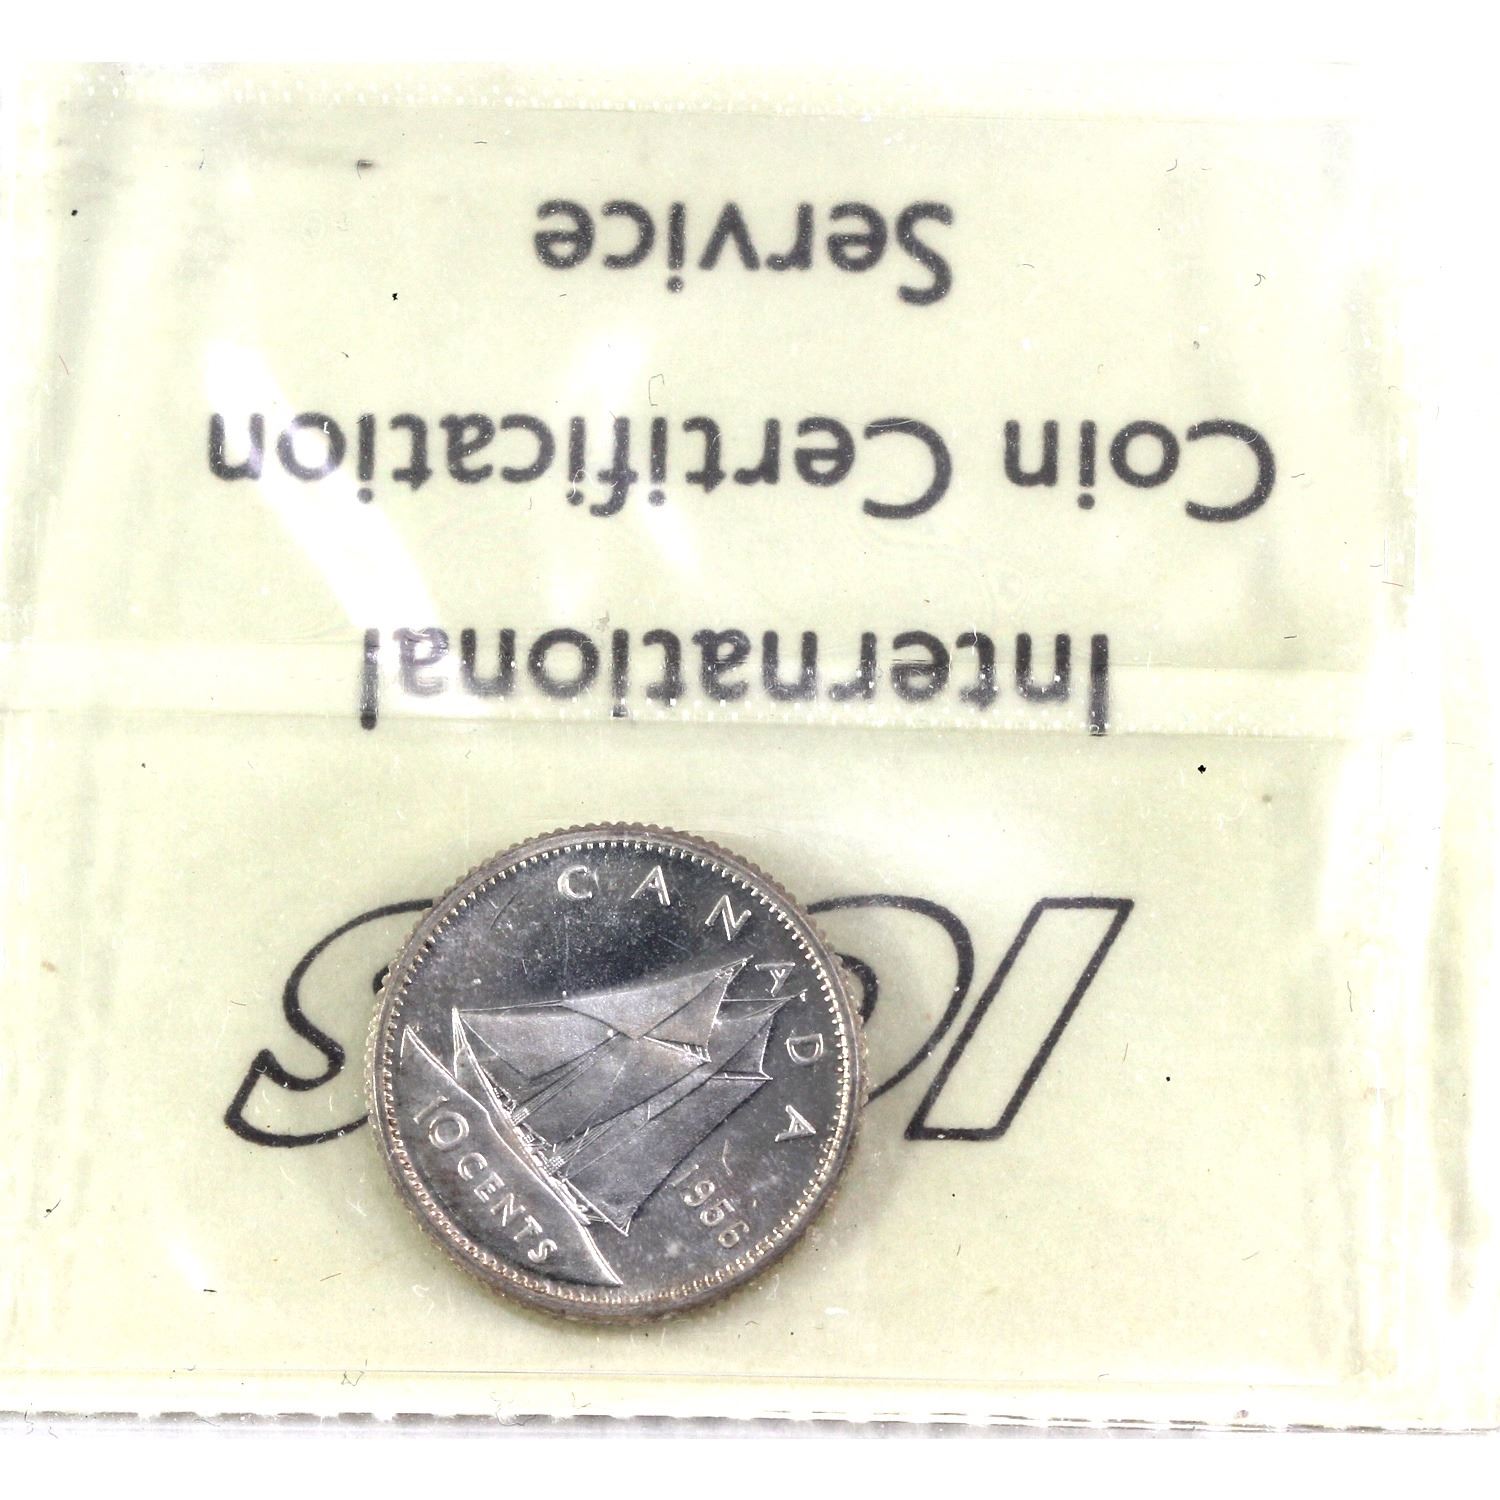 ICCS
International
Coin Certification
Service
CANADA
1956
10 CENTS